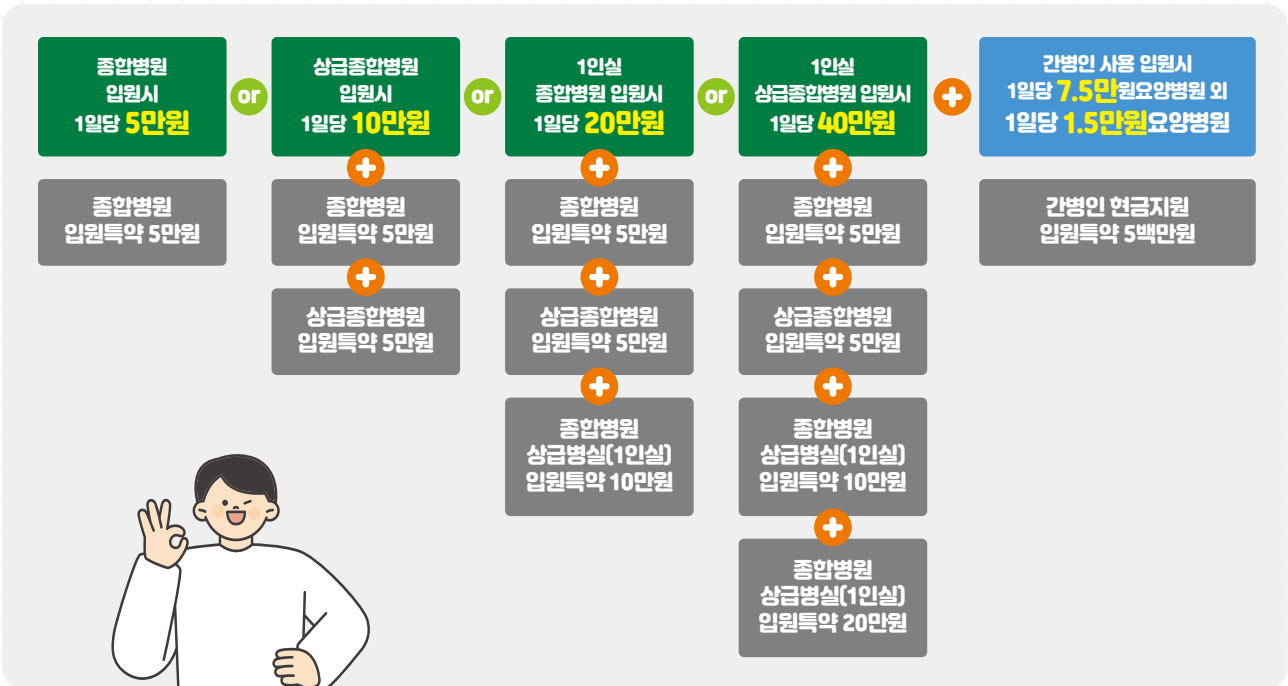 종합병원
입원시
1일당 5만원
or
상급종합병원
입원시
1일당 10만원
or
1인실
종합병원 입원시
1일당 20만원
or
1인실
상급종합병원 입원시
1일당 40만원
+
간병인 사용 입원시
1일당 7.5만원요양병원 외
1일당 1.5만원요양병원
종합병원
입원특약 5만원
+
종합병원
입원특약 5만원
+
상급종합병원
입원특약 5만원
+
종합병원
입원특약 5만원
+
상급종합병원
입원특약 5만원
+
종합병원
상급병실(1인실)
입원특약 10만원
+
종합병원
입원특약 5만원
+
상급종합병원
입원특약 5만원
+
종합병원
상급병실(1인실)
입원특약 10만원
+
종합병원
상급병실(1인실)
입원특약 20만원
간병인 현금지원
입원특약 5백만원